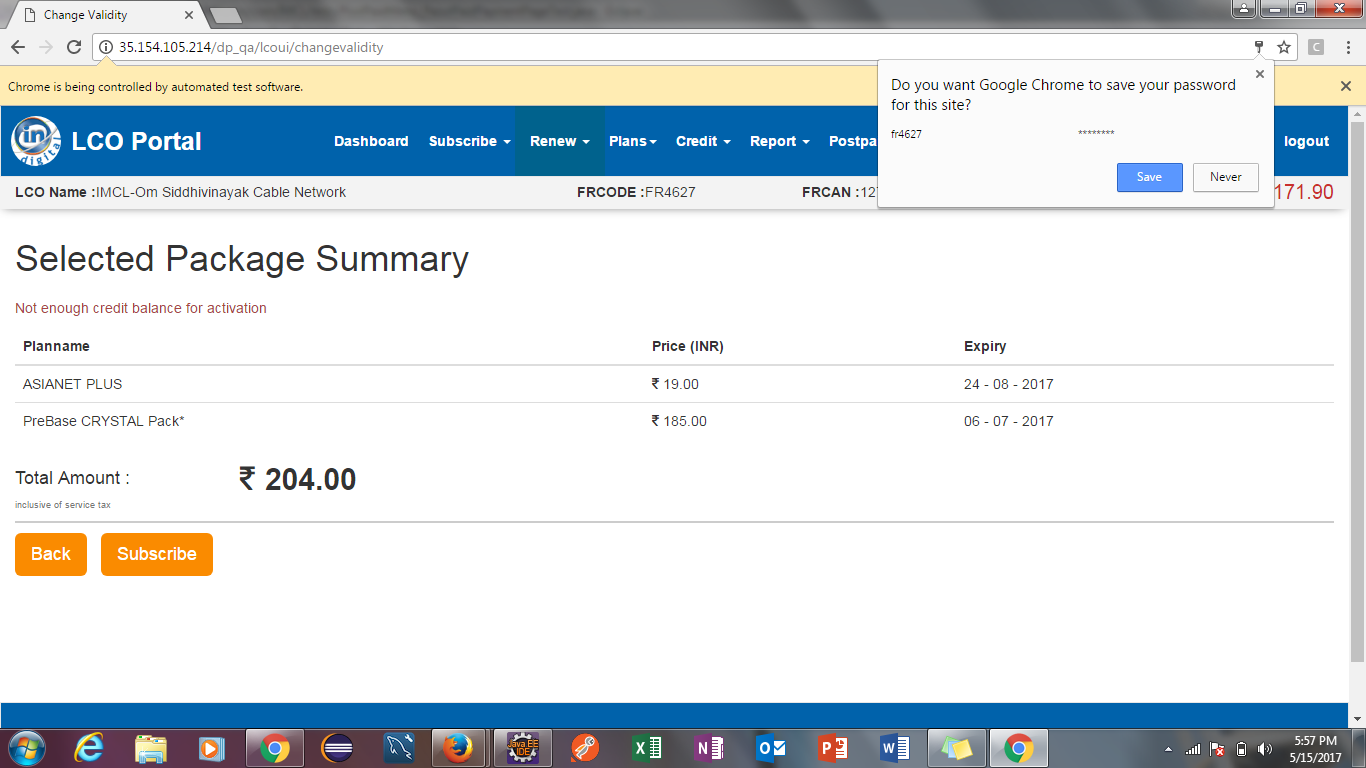 Change Validity
35.154.105.214/dp_qa/lcoui/changevalidity
C
Chrome is being controlled by automated test software.
Do you want Google Chrome to save your password
for this site?
fr4627 ********
Save Never
in digital LCO Portal Dashboard Subscribe Renew Plans Credit Report Postpa logout
LCO Name :IMCL-Om Siddhivinayak Cable Network FRCODE :FR4627 FRCAN :127 171.90
Selected Package Summary
Not enough credit balance for activation
Planname Price (INR) Expiry
ASIANET PLUS ₹ 19.00 24 - 08 - 2017
PreBase CRYSTAL Pack* ₹ 185.00 06 - 07 - 2017
Total Amount : ₹ 204.00
inclusive of service tax
Back Subscribe
Java EE IDE
5:57 PM
5/15/2017